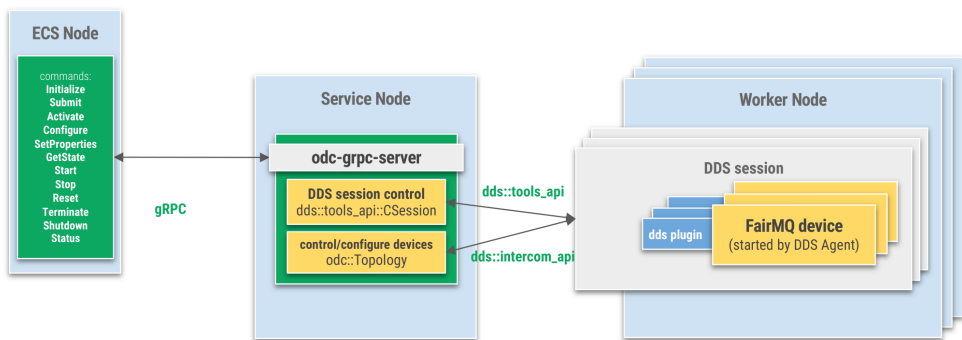 ECS Node
commands:
Initialize
Submit
Activate
Configure
SetProperties
GetState
Start
Stop
Reset
Terminate
Shutdown
Status
gRPC
Service Node
odc-grpc-server
DDS session control
dds::tools_api::CSession
control/configure devices
odc::Topology
dds::tools_api
dds::intercom_api
Worker Node
DDS session
dds plugin
FairMQ device
(started by DDS Agent)